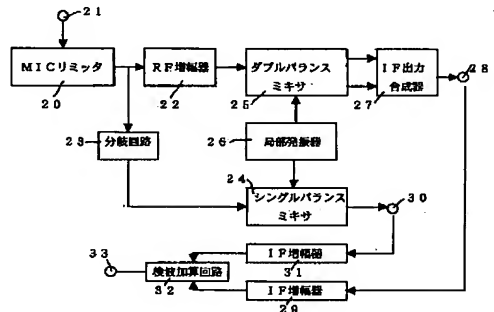 21
MICリミッタ
20
RF増幅器
22
ダブルバランス
ミキサ
25
IF出力
合成器
27
28
23
分岐回路
26
局部発振器
24
シングルバランス
ミキサ
30
33
IF増幅器
31
検波加算回路
32
IF増幅器
29